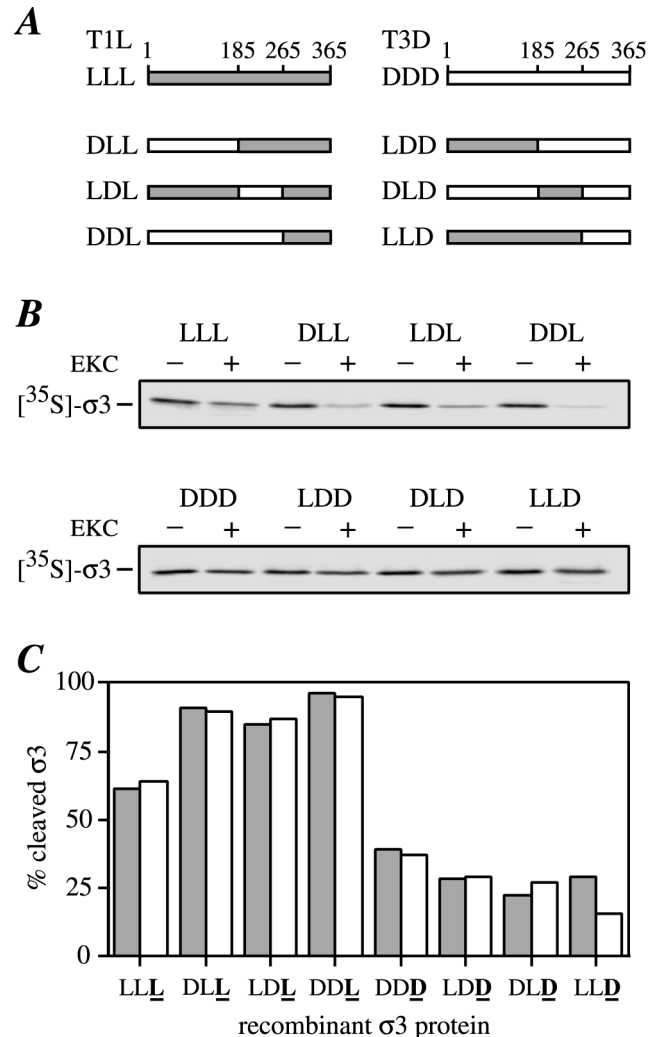 A
T1L
1 185 265 365
LLL
DLL
LDL
DDL
T3D
1 185 265 365
DDD
LDD
DLD
LLD
B
LLL DLL LDL DDL
EKC − + − + − + − +
[³⁵S]-σ3
DDD LDD DLD LLD
EKC − + − + − + − +
[³⁵S]-σ3
C
% cleaved σ3
100
75
50
25
0
LLL DLL LDL DDL DDD LDD DLD LLD
recombinant σ3 protein